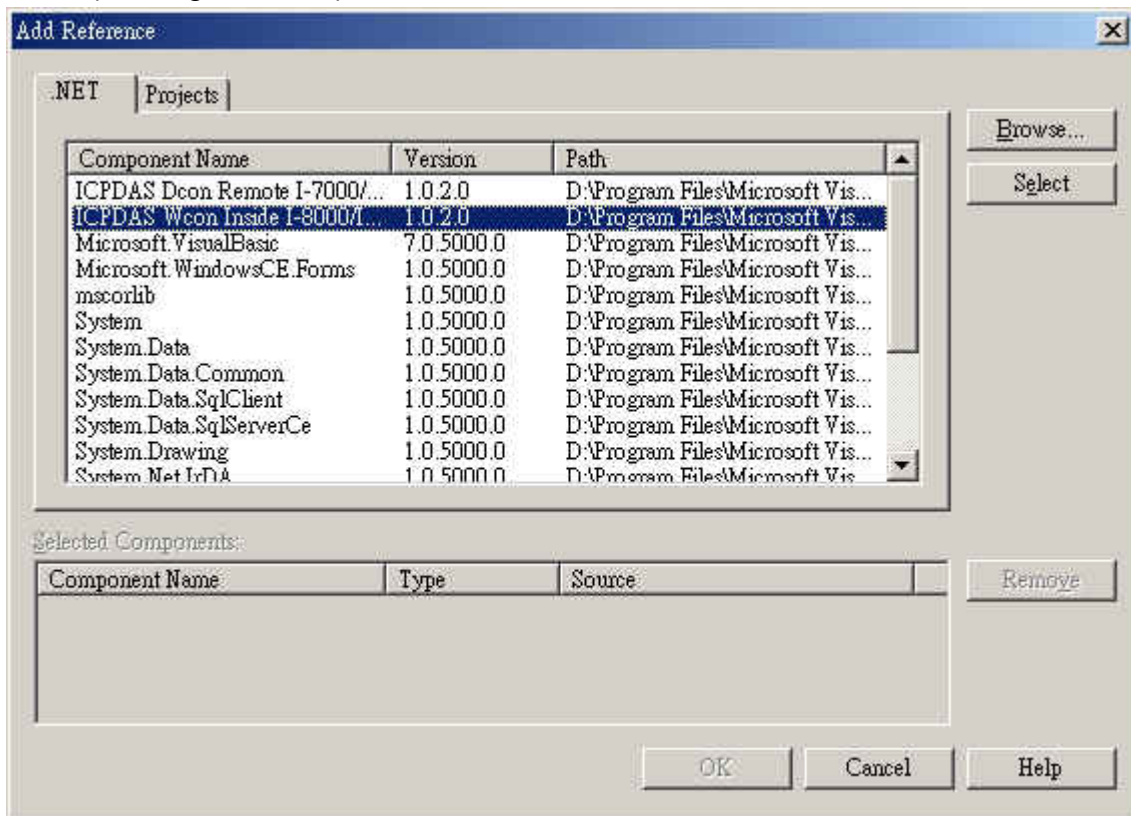 Add Reference
.NET Projects
Component Name Version Path
ICPDAS Dcon Remote I-7000/... 1.0.2.0 D:\Program Files\Microsoft Vis...
ICPDAS Wcon Inside I-8000/I... 1.0.2.0 D:\Program Files\Microsoft Vis...
Microsoft.VisualBasic 7.0.5000.0 D:\Program Files\Microsoft Vis...
Microsoft.WindowsCE.Forms 1.0.5000.0 D:\Program Files\Microsoft Vis...
mscorlib 1.0.5000.0 D:\Program Files\Microsoft Vis...
System 1.0.5000.0 D:\Program Files\Microsoft Vis...
System.Data 1.0.5000.0 D:\Program Files\Microsoft Vis...
System.Data.Common 1.0.5000.0 D:\Program Files\Microsoft Vis...
System.Data.SqlClient 1.0.5000.0 D:\Program Files\Microsoft Vis...
System.Data.SqlServerCe 1.0.5000.0 D:\Program Files\Microsoft Vis...
System.Drawing 1.0.5000.0 D:\Program Files\Microsoft Vis...
System.Net.IrDA 1.0.5000.0 D:\Program Files\Microsoft Vis
Browse...
Select
Selected Components:
Component Name Type Source
Remove
OK Cancel Help